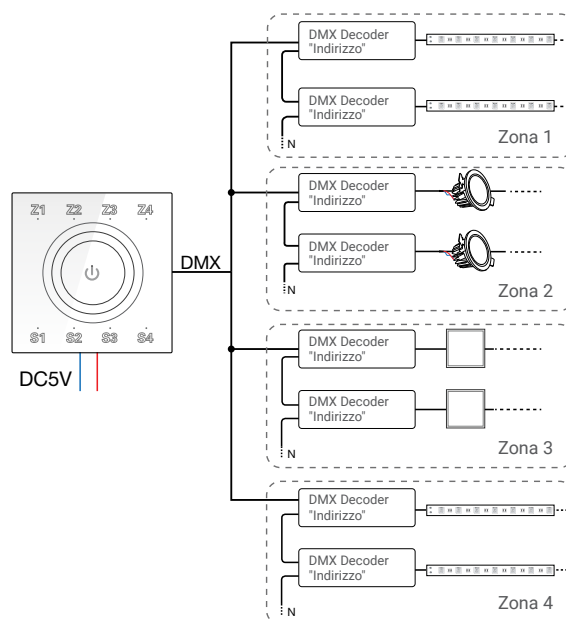 DMX Decoder
"Indirizzo"
DMX Decoder
"Indirizzo"
N
Zona 1
Z1 Z2 Z3 Z4
S1 S2 S3 S4
DC5V
DMX
DMX Decoder
"Indirizzo"
DMX Decoder
"Indirizzo"
N
Zona 2
DMX Decoder
"Indirizzo"
DMX Decoder
"Indirizzo"
N
Zona 3
DMX Decoder
"Indirizzo"
DMX Decoder
"Indirizzo"
N
Zona 4